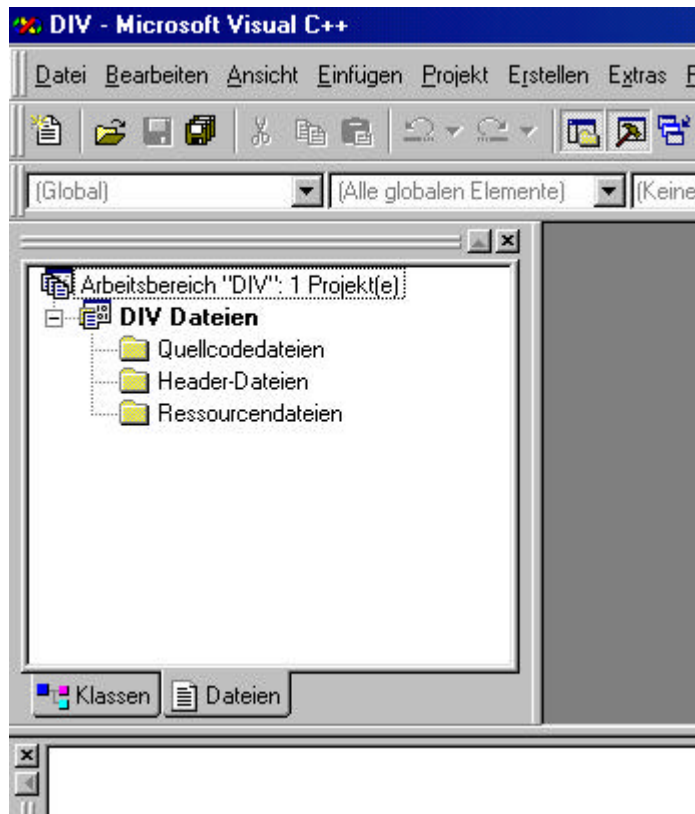 DIV - Microsoft Visual C++
Datei Bearbeiten Ansicht Einfügen Projekt Erstellen Extras F
(Global) (Alle globalen Elemente) (Keine
Arbeitsbereich "DIV": 1 Projekt(e)
DIV Dateien
Quellcodedateien
Header-Dateien
Ressourcendateien
Klassen Dateien